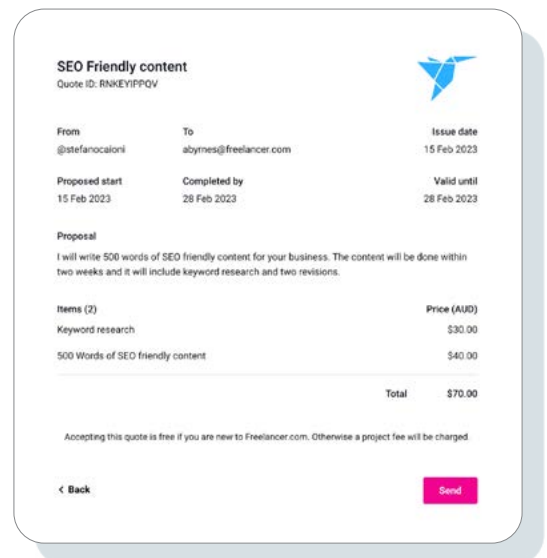 SEO Friendly content
Quote ID: RNKEYIPPQV
From To Issue date
@stefanocaioni abyrnes@freelancer.com 15 Feb 2023
Proposed start Completed by Valid until
15 Feb 2023 28 Feb 2023 28 Feb 2023
Proposal
I will write 500 words of SEO friendly content for your business. The content will be done within
two weeks and it will include keyword research and two revisions.
Items (2) Price (AUD)
Keyword research $30.00
500 Words of SEO friendly content $40.00
Total $70.00
Accepting this quote is free if you are new to Freelancer.com. Otherwise a project fee will be charged
< Back Send